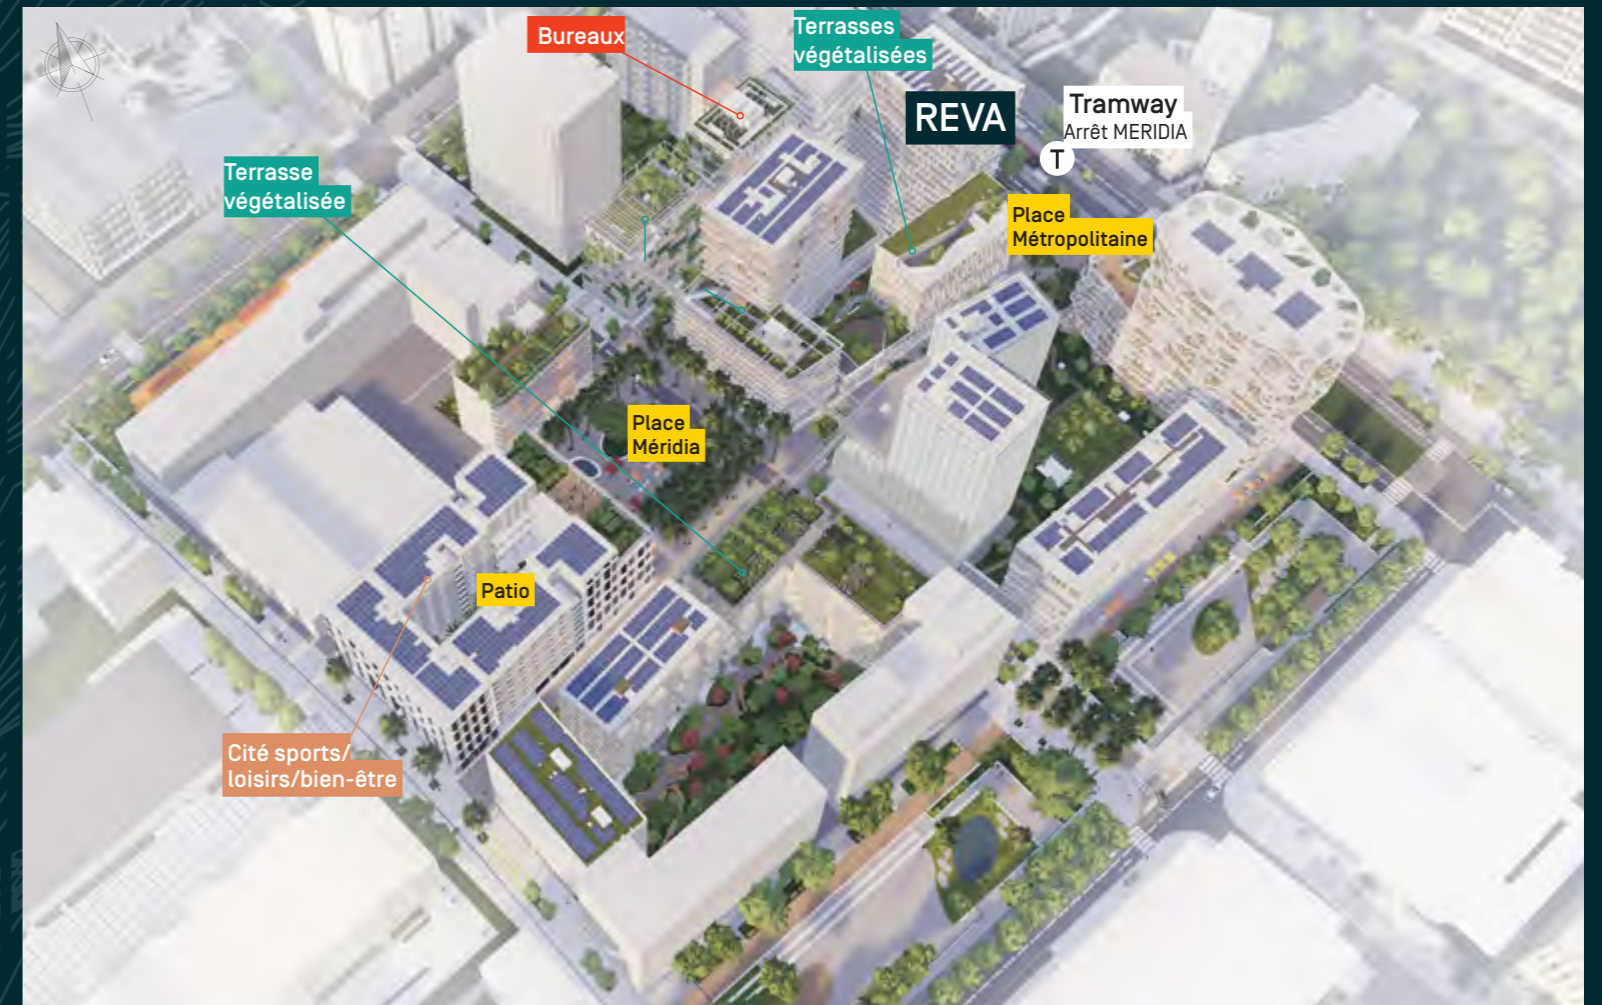 Bureaux
Terrasses
végétalisées
REVA
Tramway
Arrêt MERIDIA
T
Terrasse
végétalisée
Place
Métropolitaine
Place
Méridia
Patio
Cité sports/
loisirs/bien-être